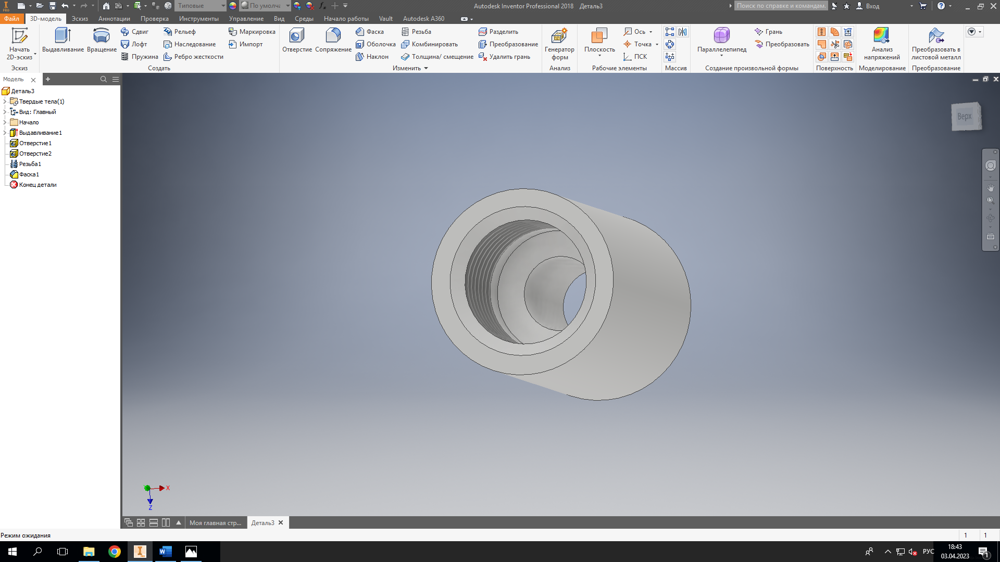 Типовые
По умолча
Autodesk Inventor Professional 2018 Деталь3
Поиск по справке и командам.
Вход
Файл 3D-модель Эскиз Аннотации Проверка Инструменты Управление Вид Среды Начало работы Vault Autodesk A360
Начать
2D-эскиз
Эскиз
Выдавливание
Вращение
Сдвиг
Лофт
Пружина
Рельеф
Наследование
Ребро жесткости
Маркировка
Импорт
Создать
Отверстие
Сопряжение
Фаска
Оболочка
Наклон
Резьба
Комбинировать
Толщина/ смещение
Разделить
Преобразование
Удалить грань
Изменить
Генератор
форм
Анализ
Плоскость
Ось
Точка
ПСК
Рабочие элементы
Массив
Параллелепипед
Грань
Преобразовать
Создание произвольной формы
Поверхность
Анализ
напряжений
Моделирование
Преобразовать в
листовой металл
Преобразование
Модель
Деталь3
Твердые тела(1)
Вид: Главный
Начало
Выдавливание1
Отверстие1
Отверстие2
Резьба1
Фаска1
Конец детали
Верх
X
Z
Моя главная стр...
Деталь3
Режим ожидания
1 1
РУС
18:43
03.04.2023
1